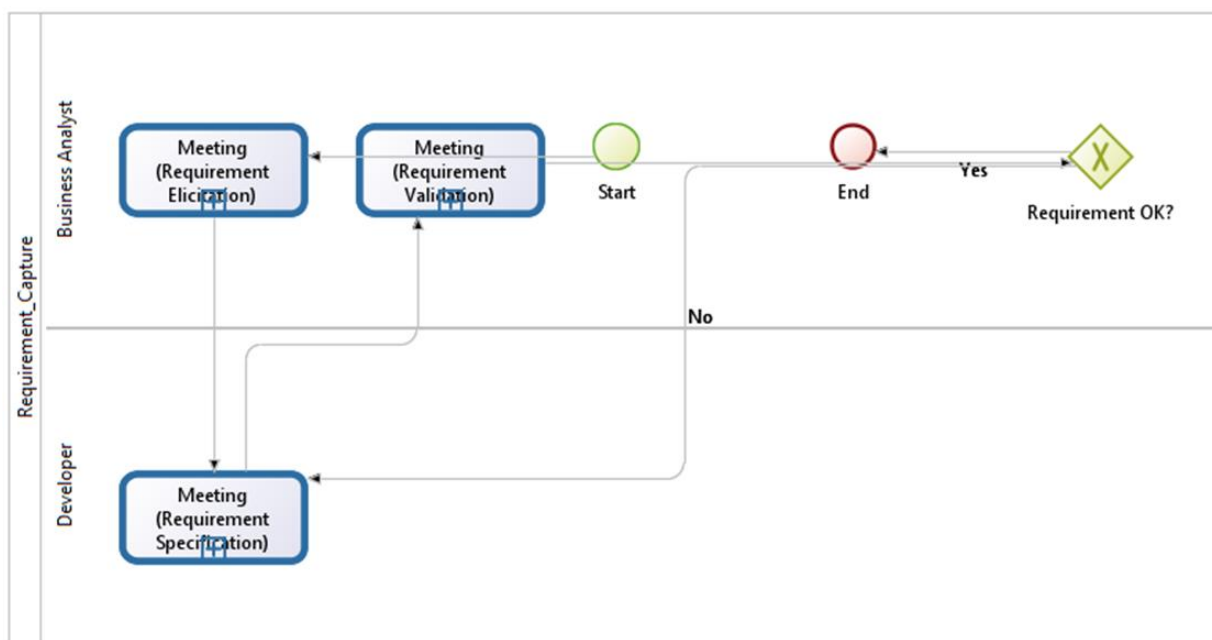 Requirement_Capture
Business Analyst
Meeting
(Requirement
Elicitation)
Meeting
(Requirement
Validation)
Start
End
Yes
Requirement OK?
No
Developer
Meeting
(Requirement
Specification)